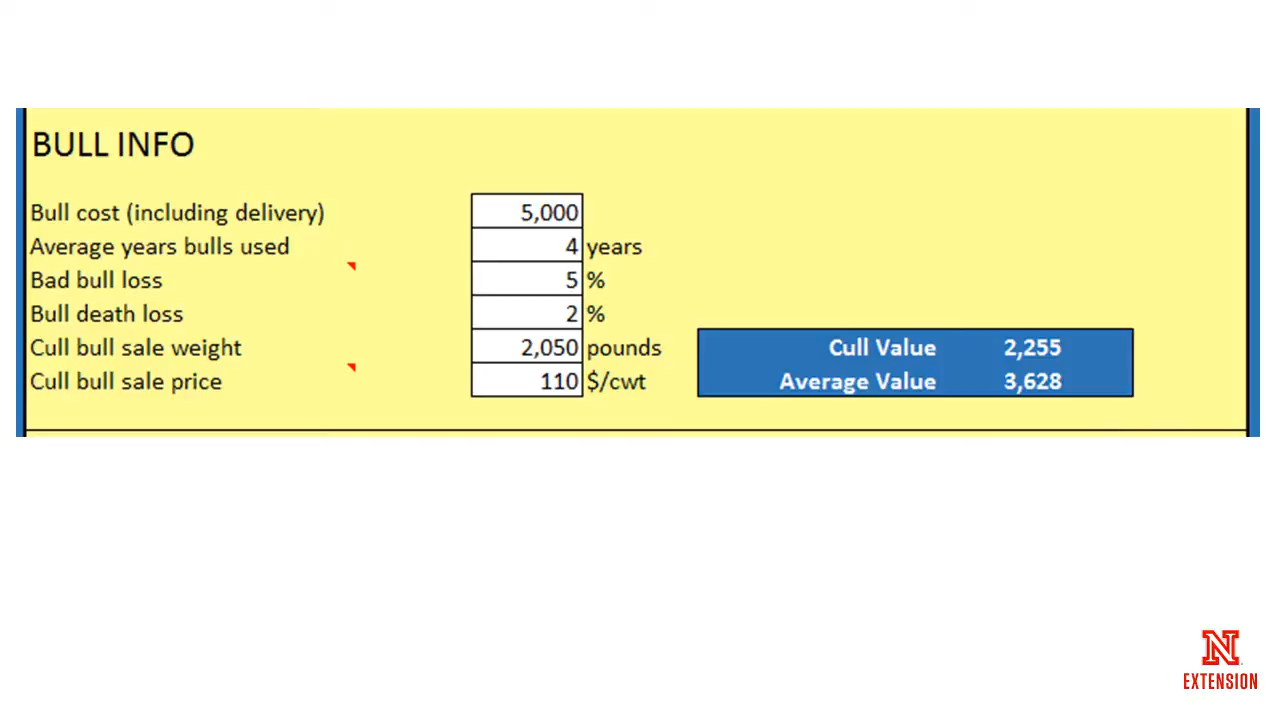 BULL INFO
Bull cost (including delivery) 5,000
Average years bulls used 4 years
Bad bull loss 5 %
Bull death loss 2 %
Cull bull sale weight 2,050 pounds Cull Value 2,255
Cull bull sale price 110 $/cwt Average Value 3,628
N
EXTENSION